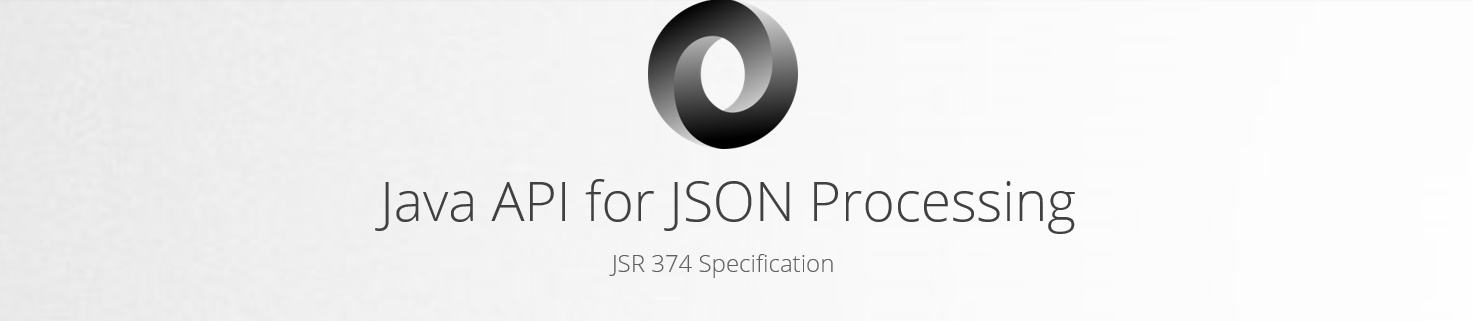 Java API for JSON Processing
JSR 374 Specification